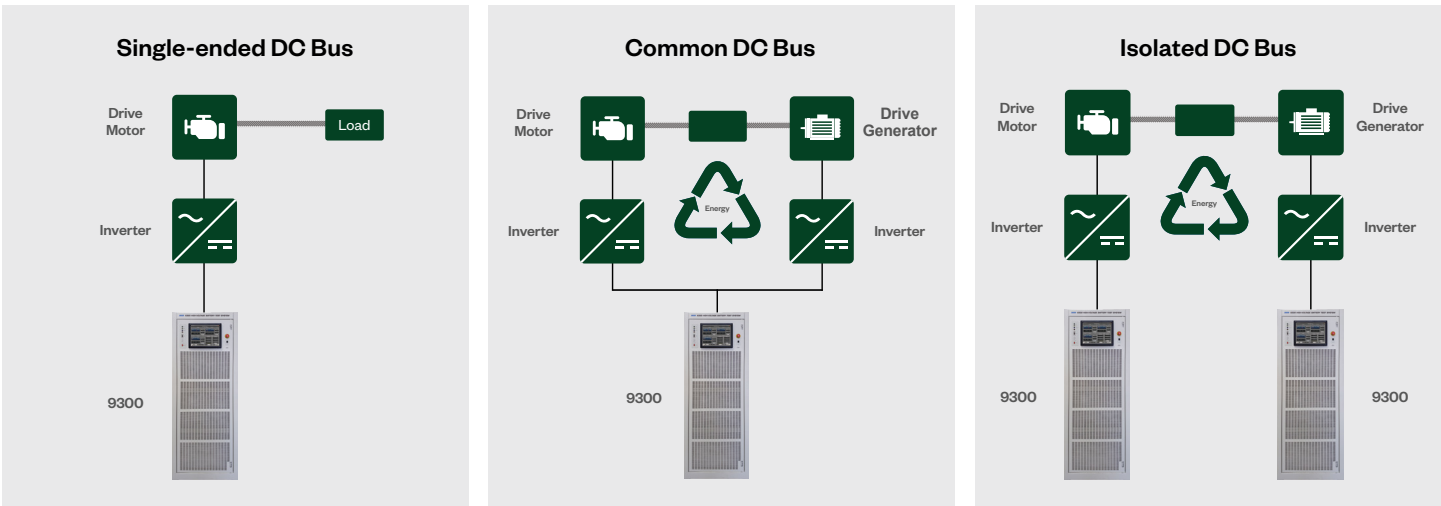 Single-ended DC Bus
Drive
Motor
Load
Inverter
9300
Common DC Bus
Drive
Motor
Drive
Generator
Energy
Inverter
Inverter
9300
Isolated DC Bus
Drive
Motor
Drive
Generator
Energy
Inverter
Inverter
9300
9300